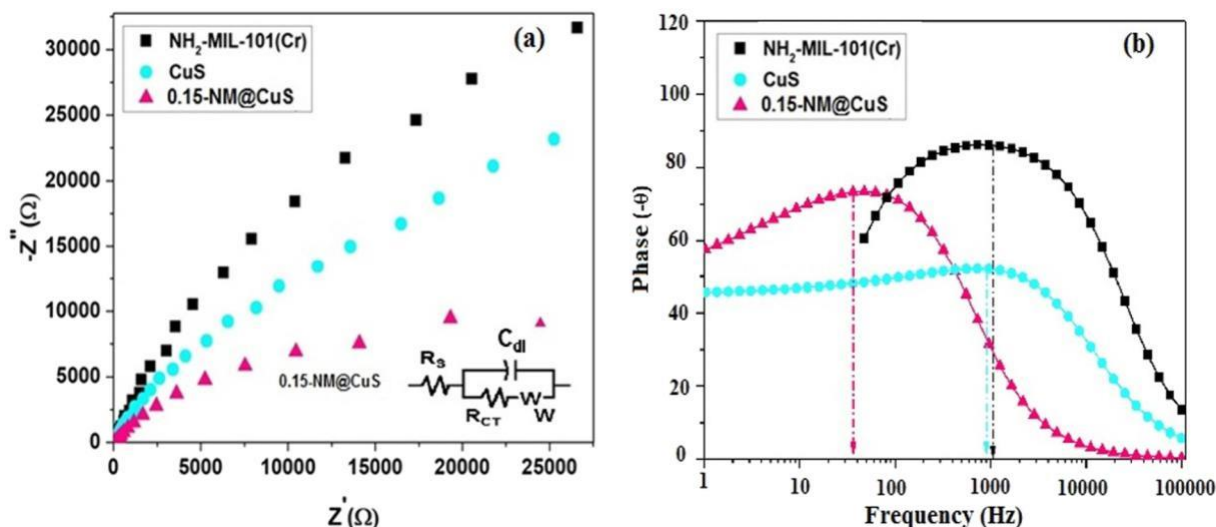 (a)
NH₂-MIL-101(Cr)
CuS
0.15-NM@CuS
-Z''(Ω)
30000
25000
20000
15000
10000
5000
0
0 5000 10000 15000 20000 25000
Z'(Ω)
0.15-NM@CuS
Cdl
RS
RCT
W
W
(b)
NH₂-MIL-101(Cr)
CuS
0.15-NM@CuS
Phase (-θ)
120
100
80
60
40
20
0
1 10 100 1000 10000 100000
Frequency (Hz)